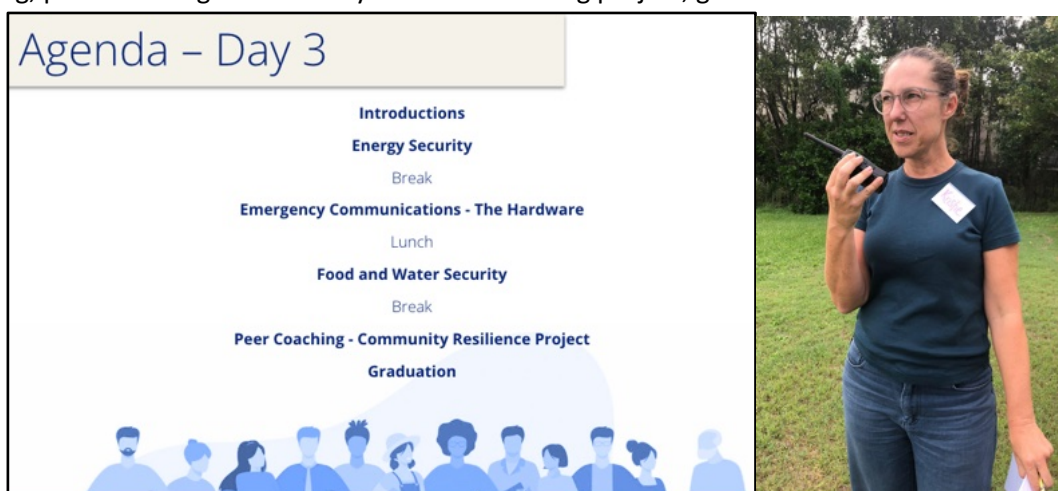 Agenda – Day 3
Introductions
Energy Security
Break
Emergency Communications - The Hardware
Lunch
Food and Water Security
Break
Peer Coaching - Community Resilience Project
Graduation